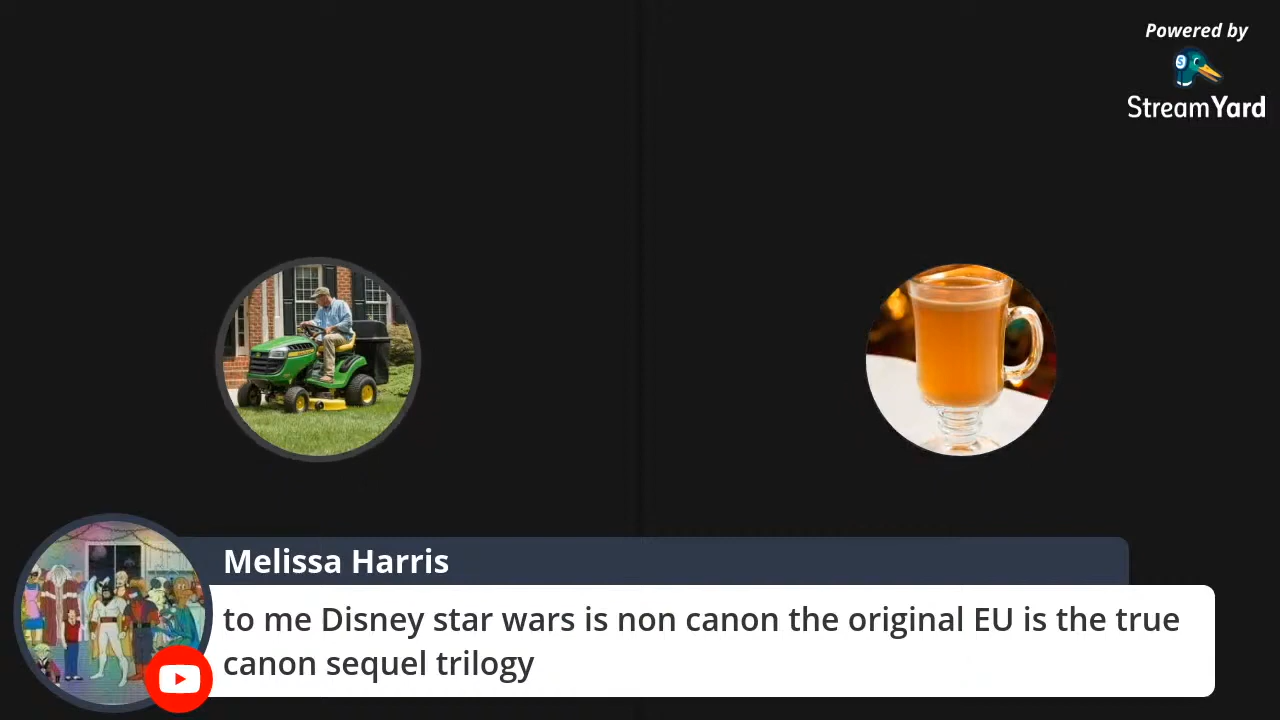 Powered by
StreamYard
Melissa Harris
to me Disney star wars is non canon the original EU is the true
canon sequel trilogy